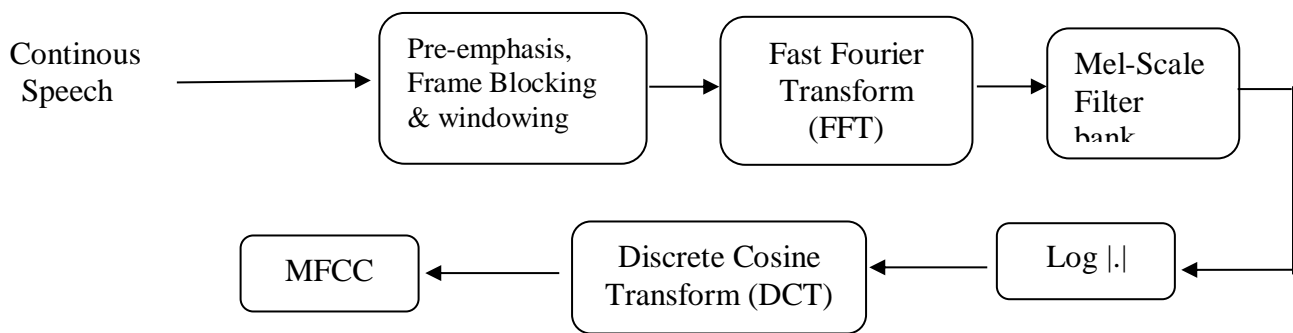 Continous
Speech
Pre-emphasis,
Frame Blocking
& windowing
Fast Fourier
Transform
(FFT)
Mel-Scale
Filter
bank
Log |.|
Discrete Cosine
Transform (DCT)
MFCC